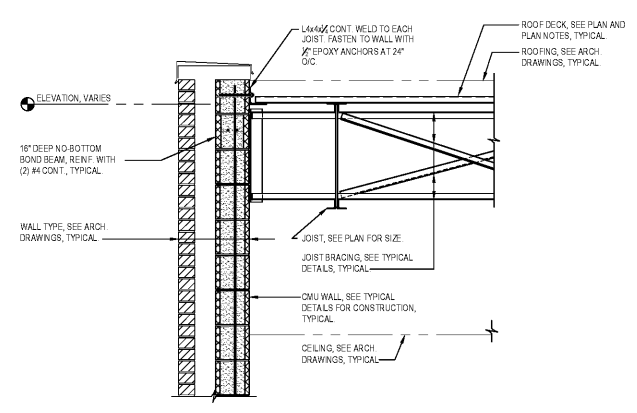 L4x4x¼ CONT. WELD TO EACH
JOIST. FASTEN TO WALL WITH
½" EPOXY ANCHORS AT 24"
O/C.
ROOF DECK, SEE PLAN AND
PLAN NOTES, TYPICAL.
ROOFING, SEE ARCH.
DRAWINGS, TYPICAL.
ELEVATION, VARIES
16" DEEP NO-BOTTOM
BOND BEAM, REINF. WITH
(2) #4 CONT., TYPICAL.
WALL TYPE, SEE ARCH.
DRAWINGS, TYPICAL.
JOIST, SEE PLAN FOR SIZE.
JOIST BRACING, SEE TYPICAL
DETAILS, TYPICAL
CMU WALL, SEE TYPICAL
DETAILS FOR CONSTRUCTION,
TYPICAL.
CEILING, SEE ARCH.
DRAWINGS, TYPICAL